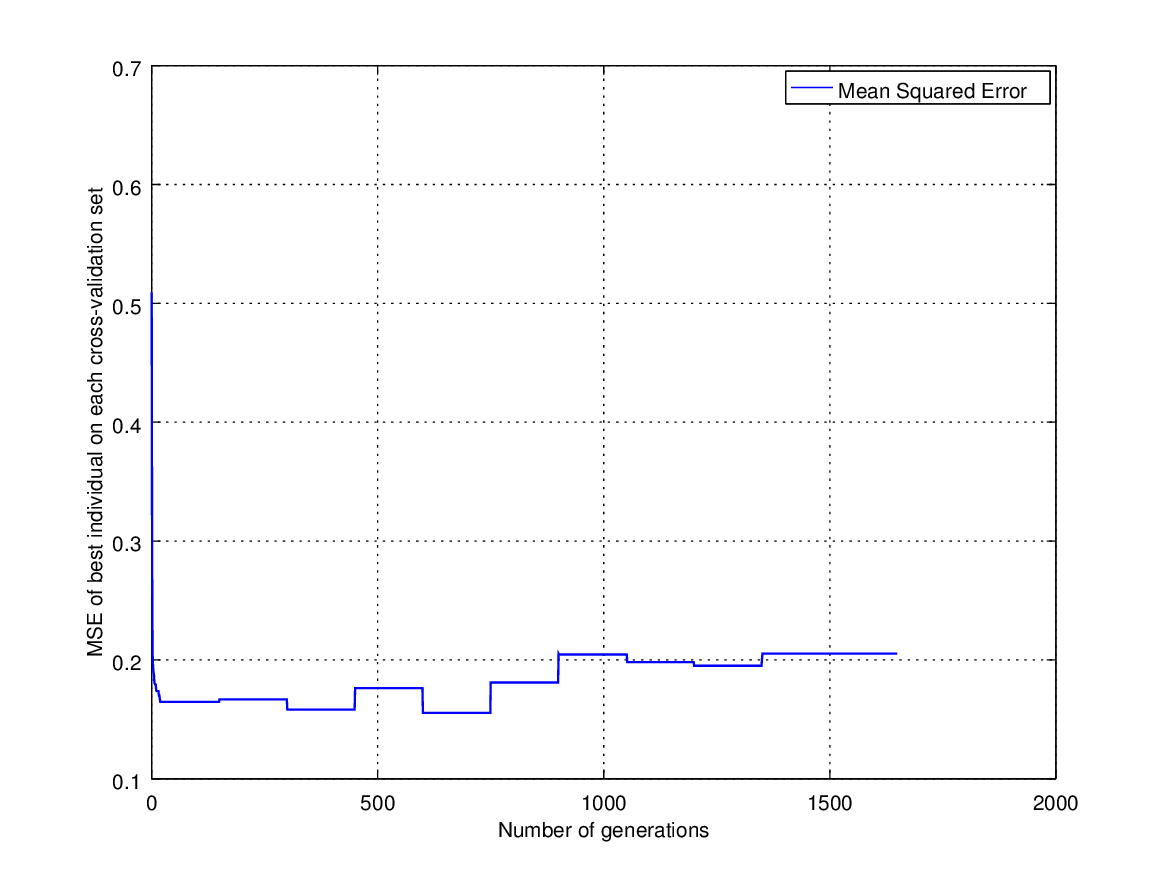 Mean Squared Error
MSE of best individual on each cross-validation set
0.7
0.6
0.5
0.4
0.3
0.2
0.1
0 500 1000 1500 2000
Number of generations